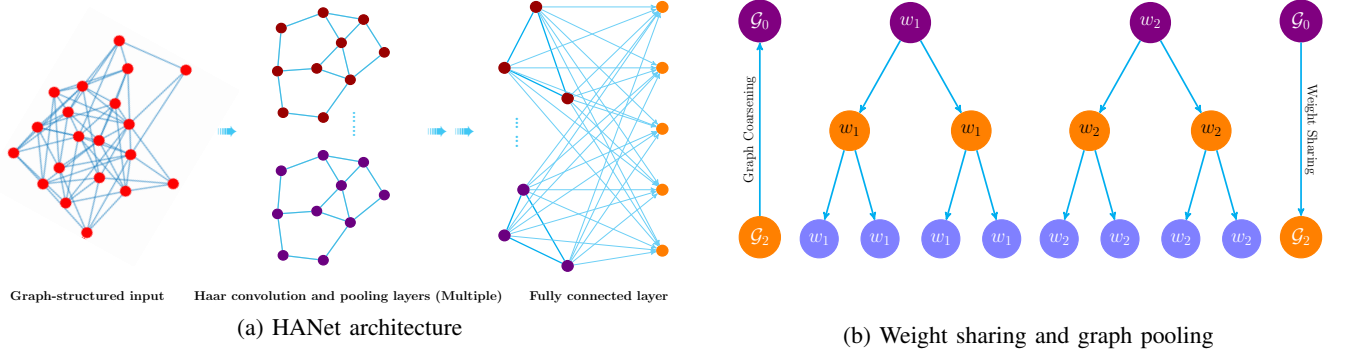 Graph-structured input
Haar convolution and pooling layers (Multiple)
Fully connected layer
(a) HANet architecture
𝒢₀ w₁ w₂ 𝒢₀
Graph Coarsening
w₁ w₁ w₂ w₂
Weight Sharing
𝒢₂ w₁ w₁ w₁ w₁ w₂ w₂ w₂ w₂ 𝒢₂
(b) Weight sharing and graph pooling